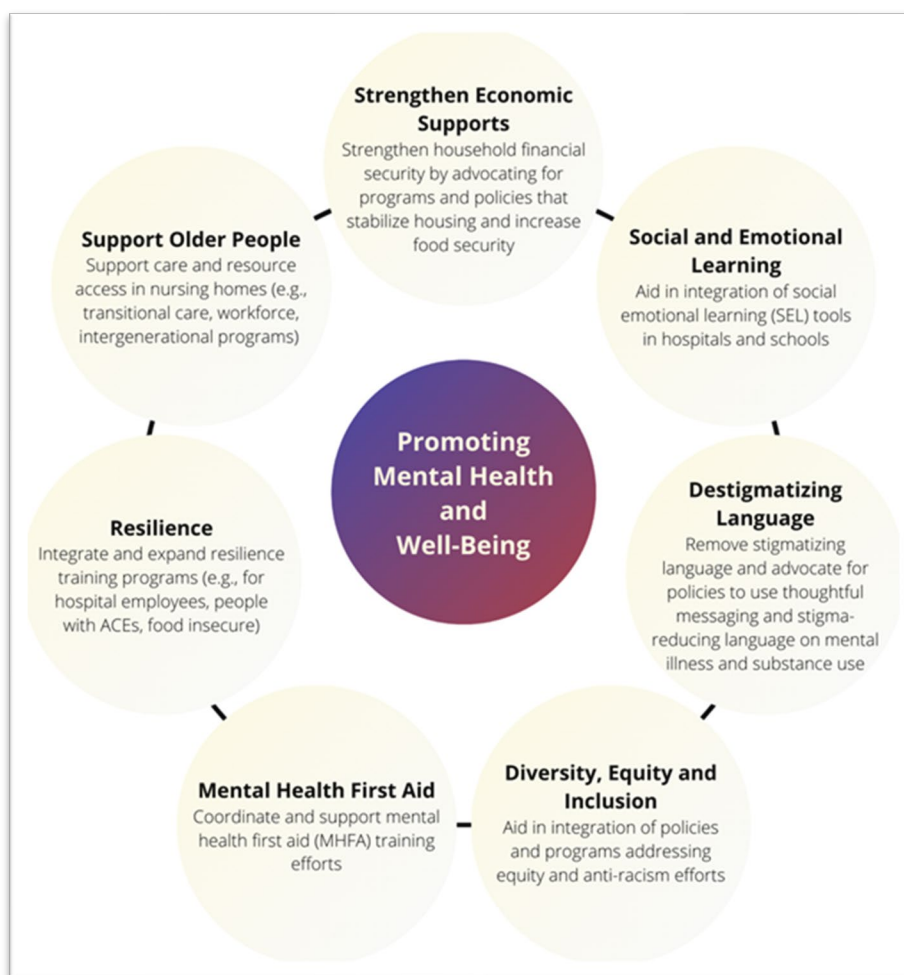 Strengthen Economic
Supports
Strengthen household financial
security by advocating for
programs and policies that
stabilize housing and increase
food security
Social and Emotional
Learning
Aid in integration of social
emotional learning (SEL) tools
in hospitals and schools
Destigmatizing
Language
Remove stigmatizing
language and advocate for
policies to use thoughtful
messaging and stigma-
reducing language on mental
illness and substance use
Diversity, Equity and
Inclusion
Aid in integration of policies
and programs addressing
equity and anti-racism efforts
Mental Health First Aid
Coordinate and support mental
health first aid (MHFA) training
efforts
Resilience
Integrate and expand resilience
training programs (e.g., for
hospital employees, people
with ACEs, food insecure)
Support Older People
Support care and resource
access in nursing homes (e.g.,
transitional care, workforce,
intergenerational programs)
Promoting
Mental Health
and
Well-Being